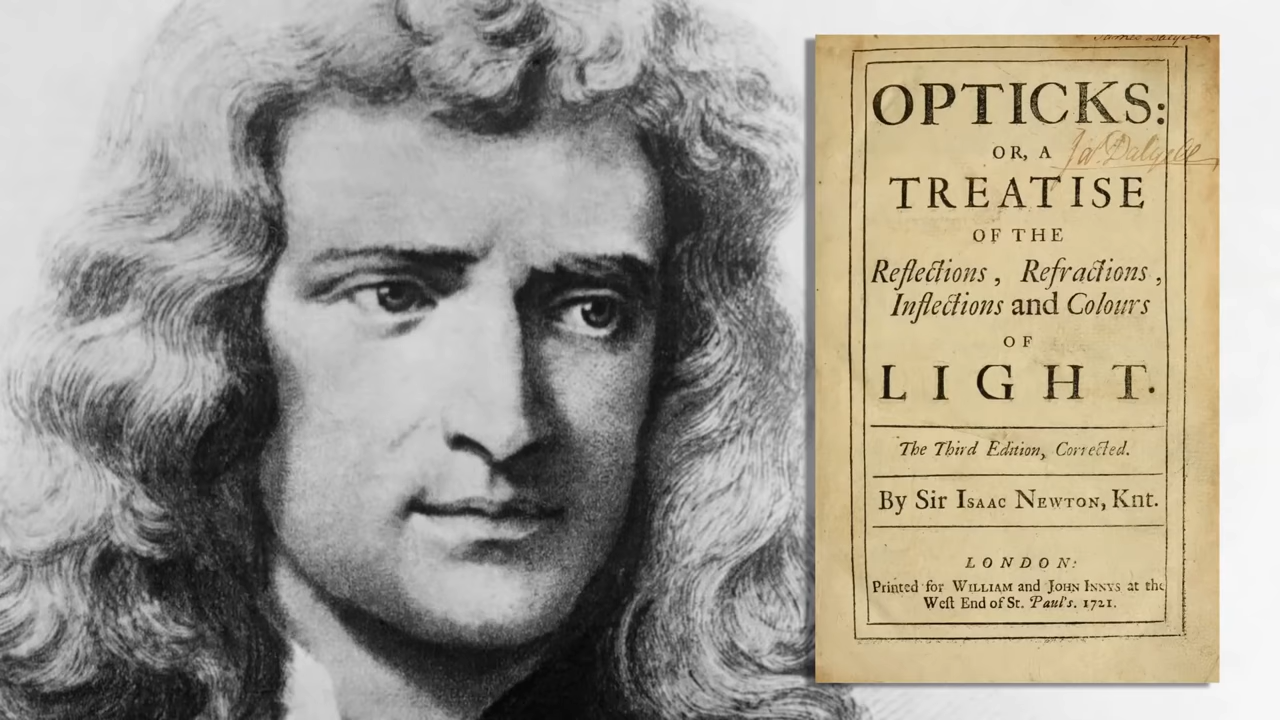 OPTICKS:
OR, A
TREATISE
OF THE
Reflections, Refractions,
Inflections and Colours
OF
LIGHT.
The Third Edition, Corrected.
By Sir ISAAC NEWTON, Knt.
LONDON:
Printed for WILLIAM and JOHN INNYS at the
West End of St. Paul's. 1721.